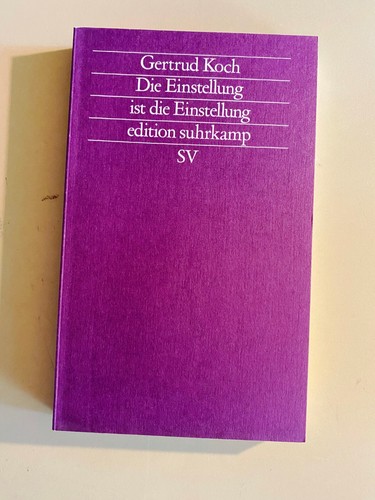 Gertrud Koch
Die Einstellung
ist die Einstellung
edition suhrkamp
SV